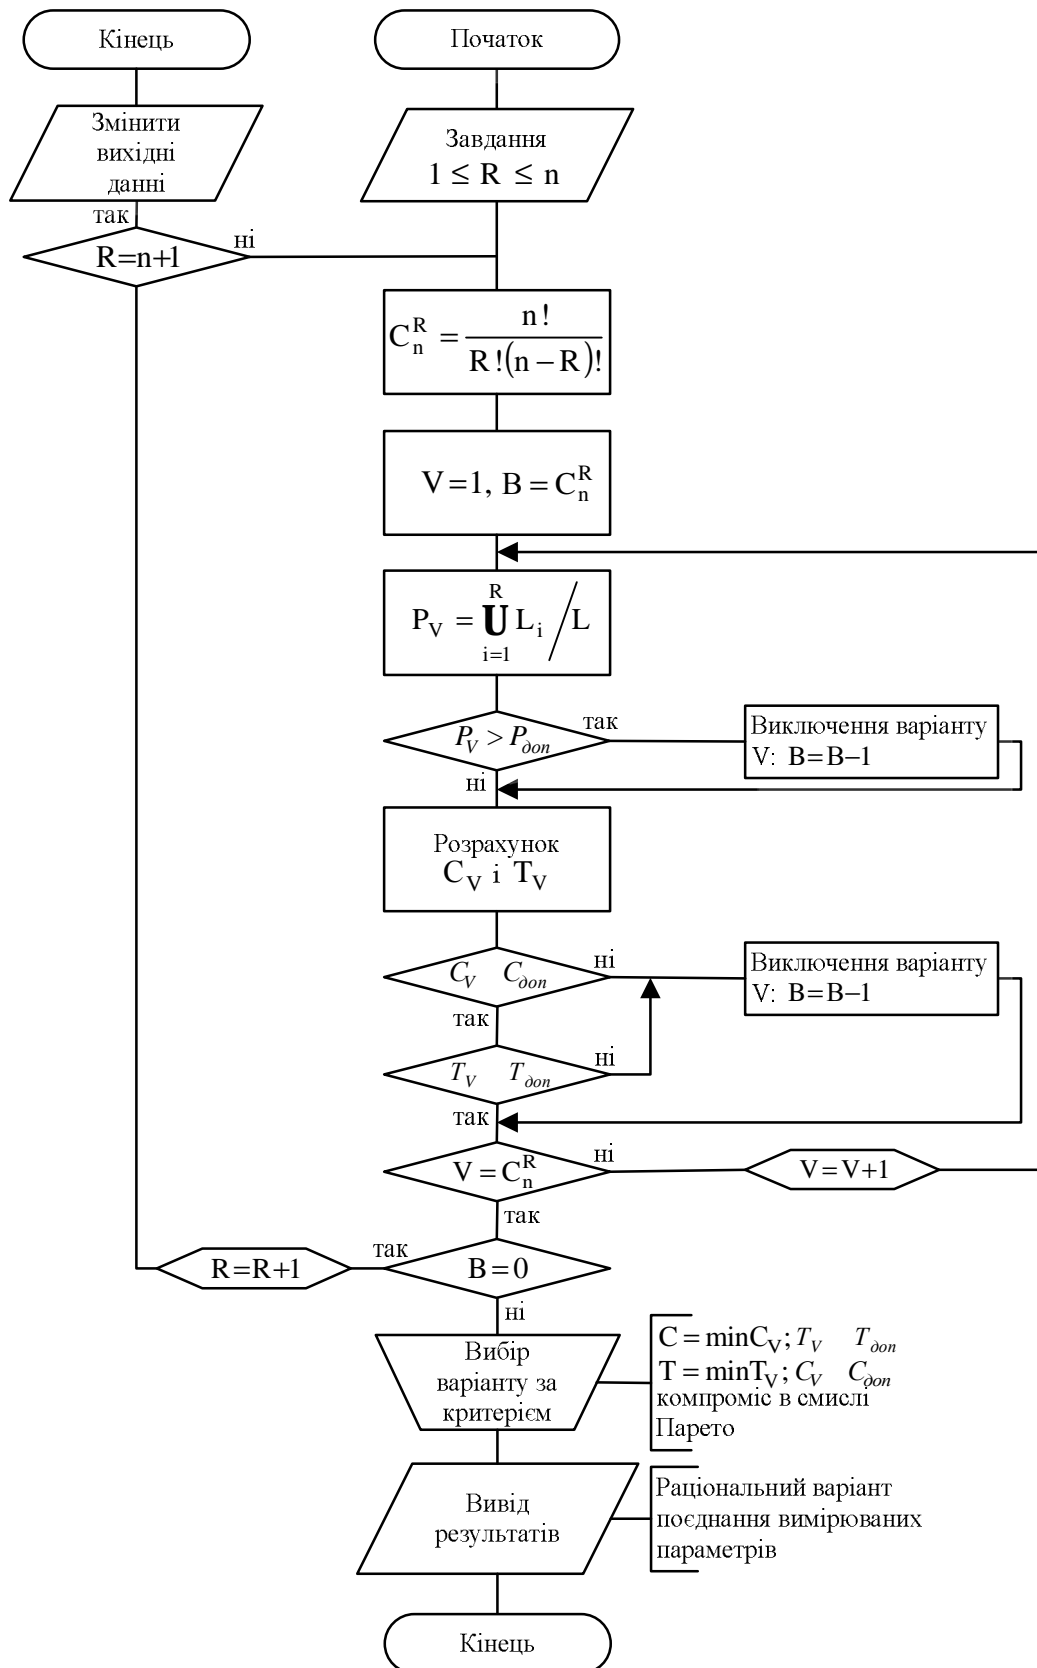 Кінець
Початок
Змінити
вихідні
данні
Завдання
1 ≤ R ≤ n
так
R=n+1
ні
C_n^R = n! / R!(n−R)!
V=1, B=C_n^R
P_V = U_{i=1}^{R} L_i / L
P_V > P_доп
так
Виключення варіанту
V: B=B−1
ні
Розрахунок
C_V і T_V
C_V C_доп
ні
Виключення варіанту
V: B=B−1
так
T_V T_доп
ні
так
V=C_n^R
ні
V=V+1
так
R=R+1
так
B=0
ні
Вибір
варіанту за
критерієм
C=minC_V; T_V T_доп
T=minT_V; C_V C_доп
компроміс в смислі
Парето
Вивід
результатів
Раціональний варіант
поєднання вимірюваних
параметрів
Кінець